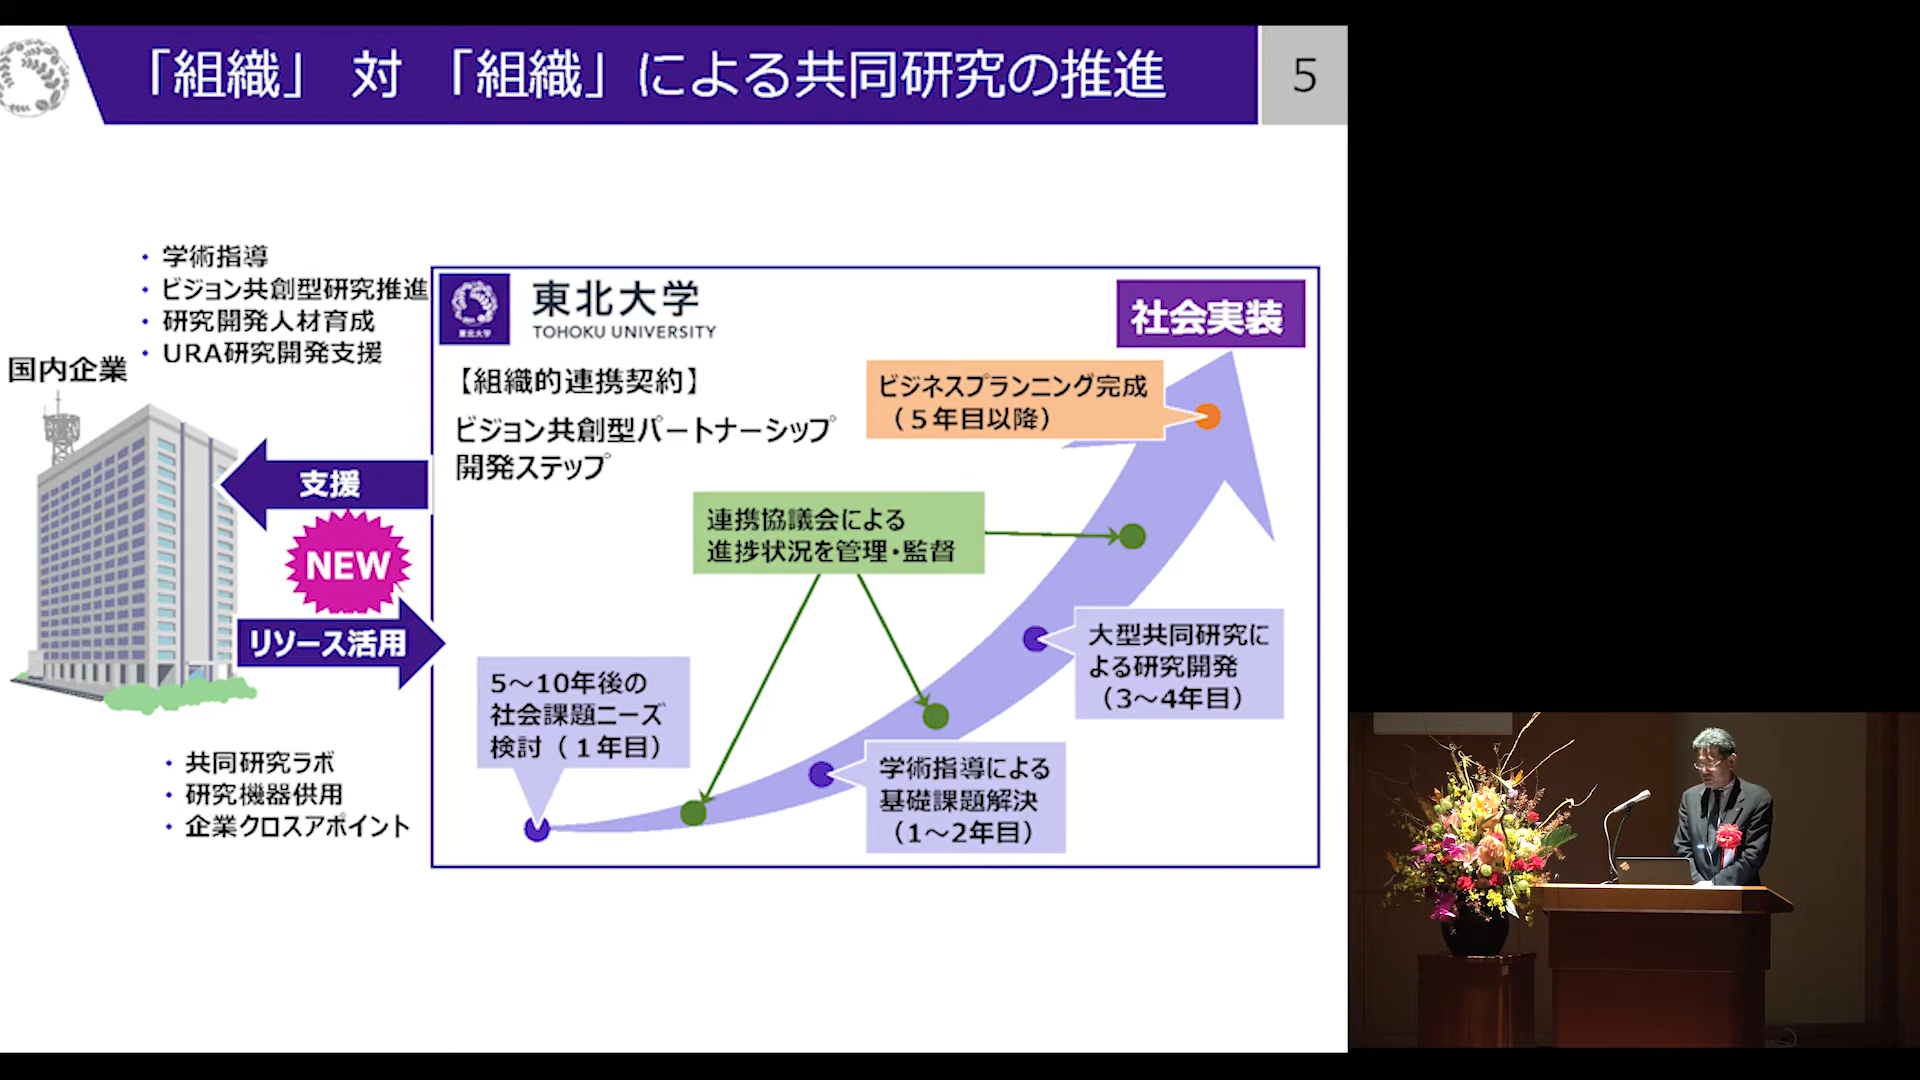 「組織」 対 「組織」による共同研究の推進
5
・ 学術指導
・ ビジョン共創型研究推進
・ 研究開発人材育成
・ URA研究開発支援
国内企業
支援
NEW
リソース活用
・ 共同研究ラボ
・ 研究機器供用
・ 企業クロスアポイント
東北大学
東北大学
TOHOKU UNIVERSITY
社会実装
【組織的連携契約】
ビジョン共創型パートナーシップ
開発ステップ
ビジネスプランニング完成
（５年目以降）
連携協議会による
進捗状況を管理・監督
大型共同研究に
よる研究開発
（3～4年目）
5～10年後の
社会課題ニーズ
検討（１年目）
学術指導による
基礎課題解決
（1～2年目）